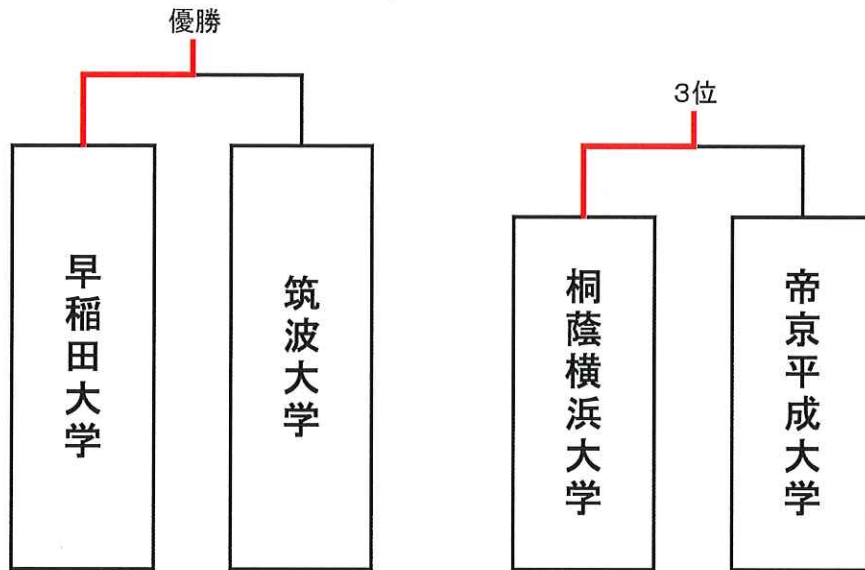 優勝
早稲田大学
筑波大学
3位
桐蔭横浜大学
帝京平成大学